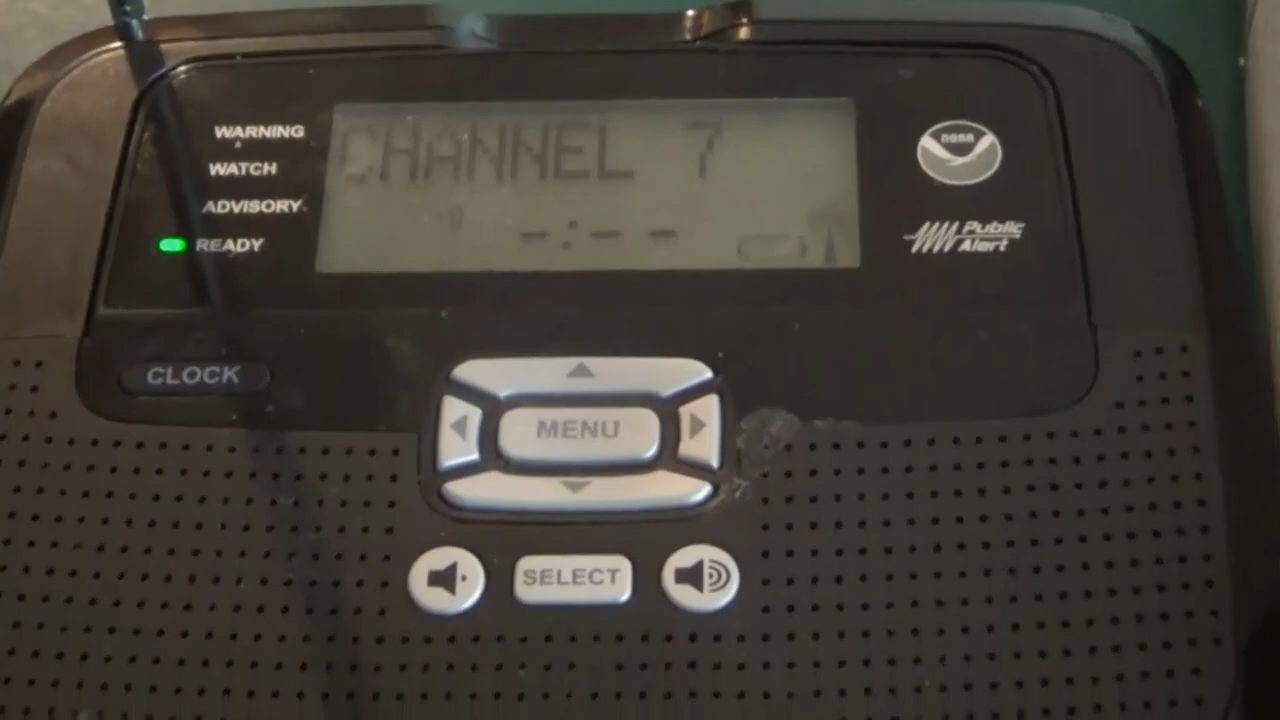 WARNING
WATCH
ADVISORY
READY
CHANNEL 7
-:--
noaa
Public
Alert
CLOCK
MENU
SELECT